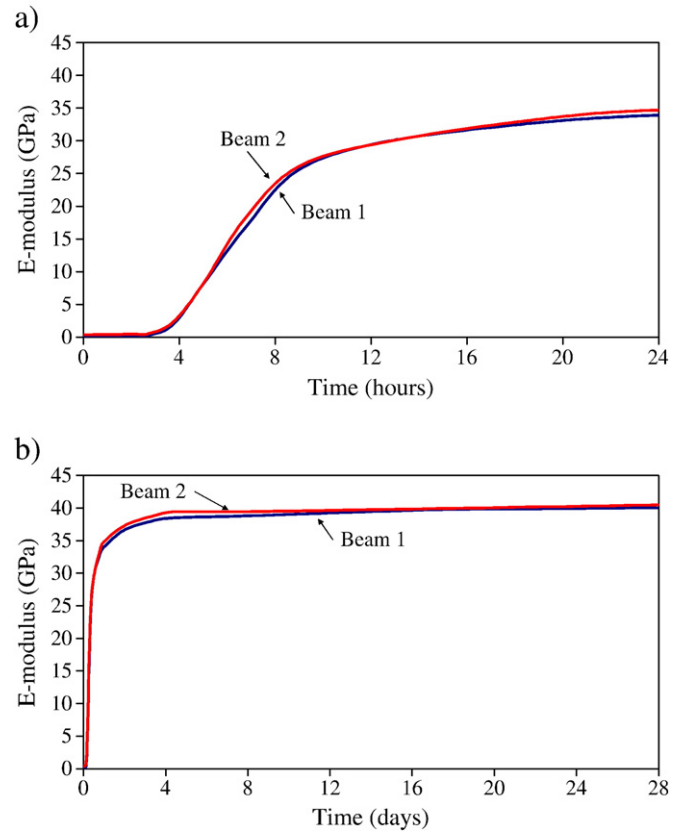 a)
45
40
35
30
25
20
15
10
5
0
E-modulus (GPa)
Beam 2
Beam 1
0 4 8 12 16 20 24
Time (hours)
b)
45
40
35
30
25
20
15
10
5
0
E-modulus (GPa)
Beam 2
Beam 1
0 4 8 12 16 20 24 28
Time (days)